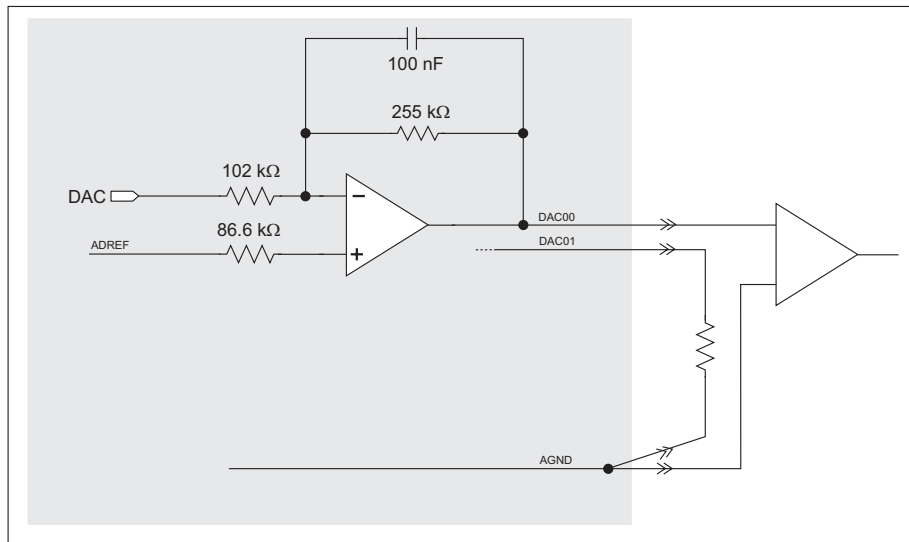 100 nF
255 kΩ
102 kΩ
DAC
−
86.6 kΩ
ADREF
+
DAC00
DAC01
AGND